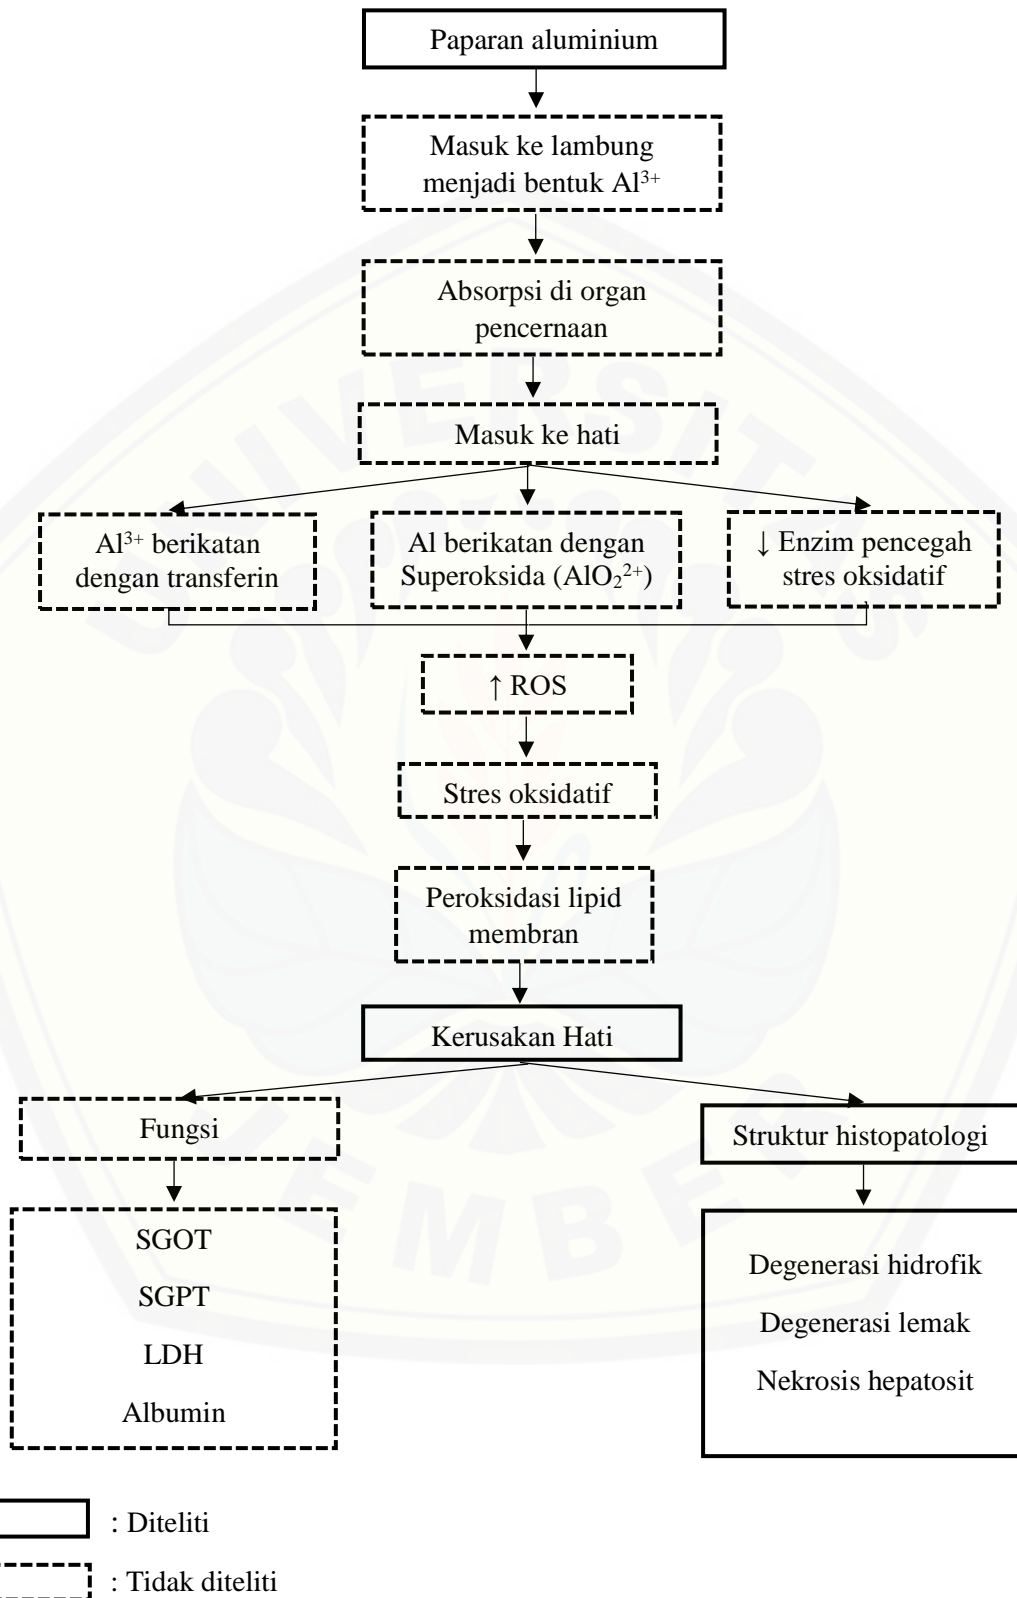 Paparan aluminium
Masuk ke lambung
menjadi bentuk Al³⁺
Absorpsi di organ
pencernaan
Masuk ke hati
Al³⁺ berikatan
dengan transferin
Al berikatan dengan
Superoksida (AlO₂²⁺)
↓ Enzim pencegah
stres oksidatif
↑ ROS
Stres oksidatif
Peroksidasi lipid
membran
Kerusakan Hati
Fungsi
Struktur histopatologi
SGOT
SGPT
LDH
Albumin
Degenerasi hidrofik
Degenerasi lemak
Nekrosis hepatosit
: Diteliti
: Tidak diteliti
UNIVERSITAS
JEMBER